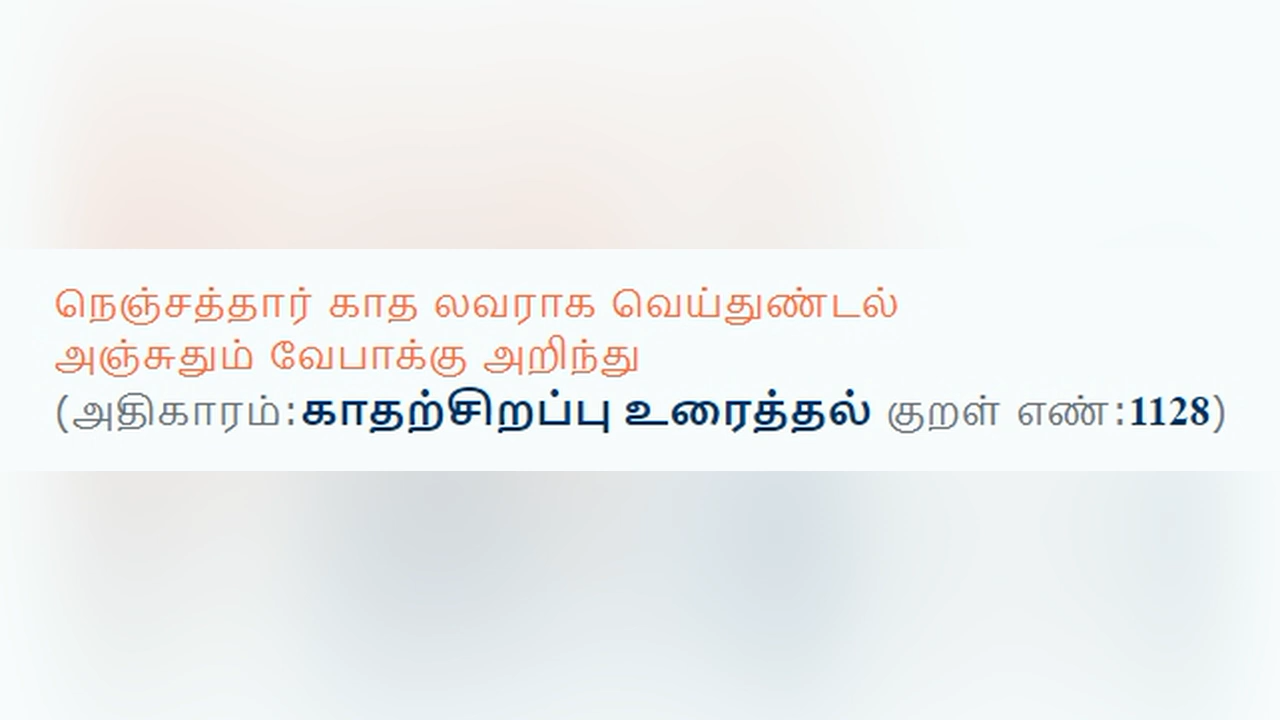 நெஞ்சத்தார் காத லவராக வெய்துண்டல்
அஞ்சுதும் வேபாக்கு அறிந்து
(அதிகாரம்:காதற்சிறப்பு உரைத்தல் குறள் எண்:1128)